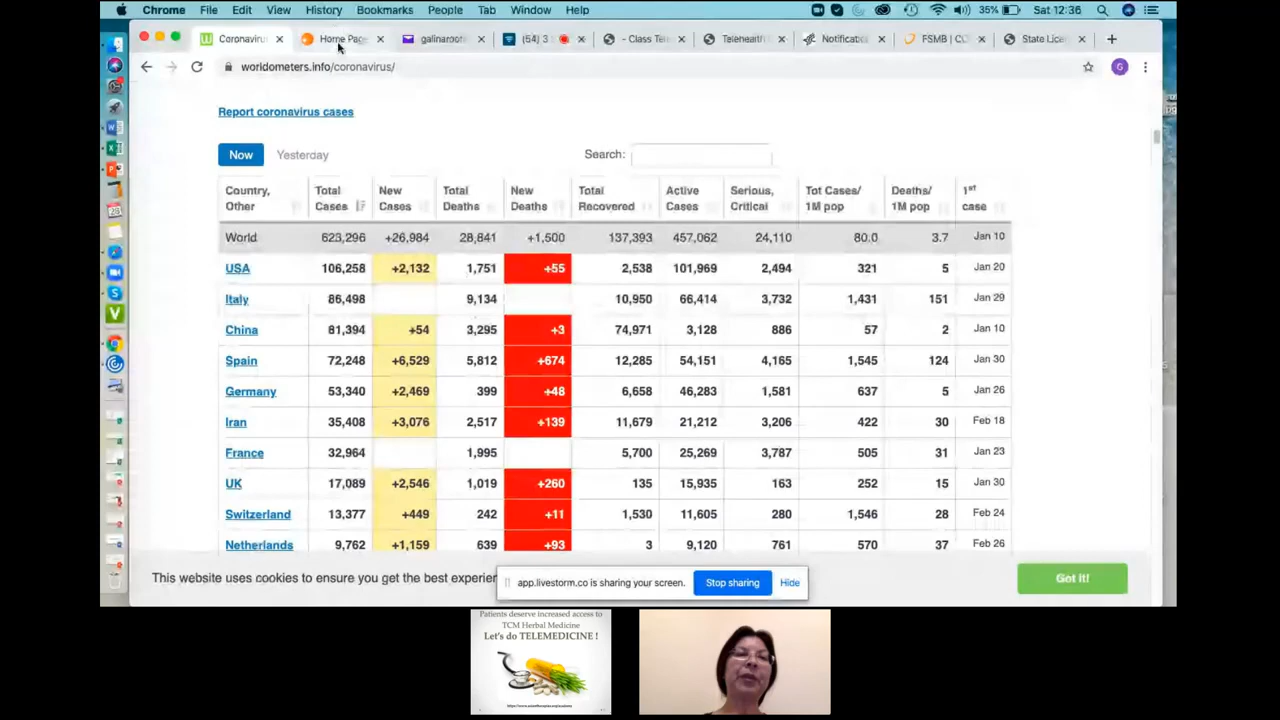 Chrome File Edit View History Bookmarks People Tab Window Help 35% Sat 12:36
Coronavirus Home Page galinaroof (54) 3 - Class Te Telehealth Notificatio FSMB | CO State Lice
worldometers.info/coronavirus/ G
Report coronavirus cases
Now Yesterday Search:
Country, Other Total Cases New Cases Total Deaths New Deaths Total Recovered Active Cases Serious, Critical Tot Cases/ 1M pop Deaths/ 1M pop 1st case
World 623,296 +26,984 28,841 +1,500 137,393 457,062 24,110 80.0 3.7 Jan 10
USA 106,258 +2,132 1,751 +55 2,538 101,969 2,494 321 5 Jan 20
Italy 86,498 9,134 10,950 66,414 3,732 1,431 151 Jan 29
China 81,394 +54 3,295 +3 74,971 3,128 886 57 2 Jan 10
Spain 72,248 +6,529 5,812 +674 12,285 54,151 4,165 1,545 124 Jan 30
Germany 53,340 +2,469 399 +48 6,658 46,283 1,581 637 5 Jan 26
Iran 35,408 +3,076 2,517 +139 11,679 21,212 3,206 422 30 Feb 18
France 32,964 1,995 5,700 25,269 3,787 505 31 Jan 23
UK 17,089 +2,546 1,019 +260 135 15,935 163 252 15 Jan 30
Switzerland 13,377 +449 242 +11 1,530 11,605 280 1,546 28 Feb 24
Netherlands 9,762 +1,159 639 +93 3 9,120 761 570 37 Feb 26
This website uses cookies to ensure you get the best experien
app.livestorm.co is sharing your screen. Stop sharing Hide
Got it!
Patients deserve increased access to
TCM Herbal Medicine
Let's do TELEMEDICINE !